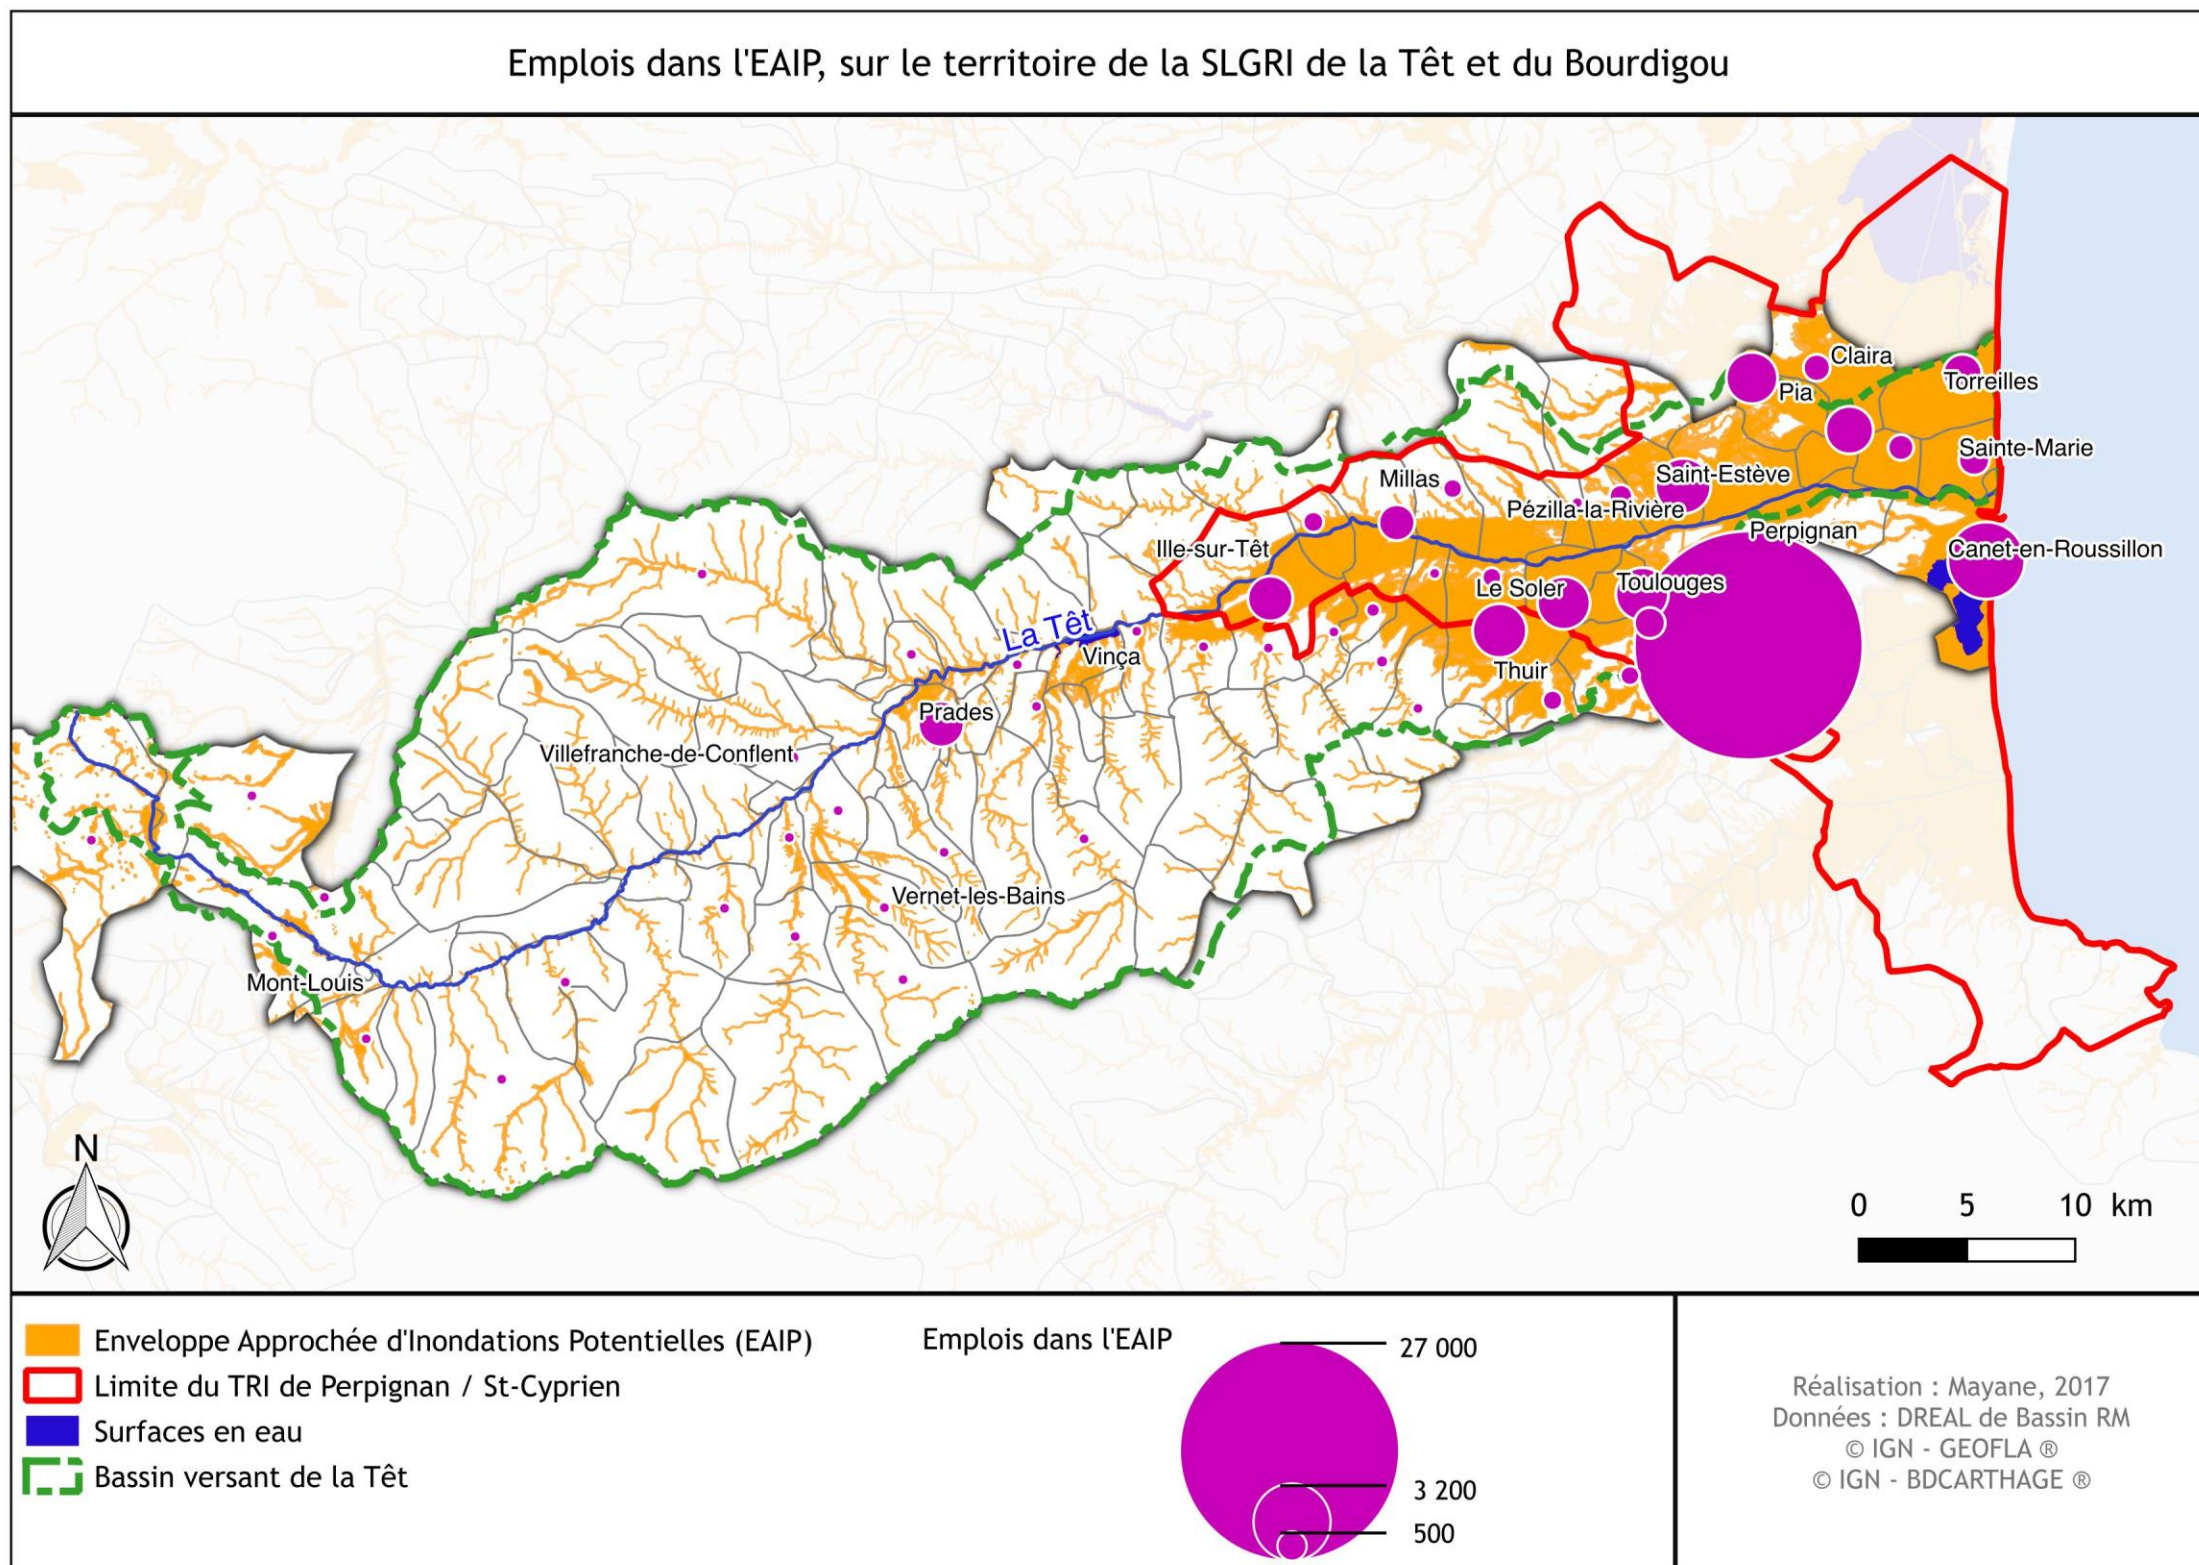 Emplois dans l'EAIP, sur le territoire de la SLGRI de la Têt et du Bourdigou
Claira
Torreilles
Pia
Sainte-Marie
Millas
Saint-Estève
Pézilla-la-Rivière
Perpignan
Ille-sur-Têt
Canet-en-Roussillon
Le Soler
Toulouges
La Têt
Vinça
Thuir
Prades
Villefranche-de-Conflent
Vernet-les-Bains
Mont-Louis
N
0 5 10 km
Enveloppe Approchée d'Inondations Potentielles (EAIP)
Limite du TRI de Perpignan / St-Cyprien
Surfaces en eau
Bassin versant de la Têt
Emplois dans l'EAIP
27 000
3 200
500
Réalisation : Mayane, 2017
Données : DREAL de Bassin RM
© IGN - GEOFLA ®
© IGN - BDCARTHAGE ®